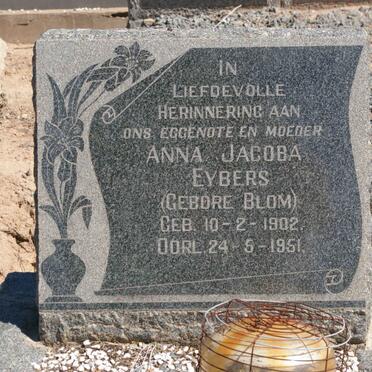 IN
LIEFDEVOLLE
HERINNERING AAN
ONS EGGENOTE EN MOEDER
ANNA JACOBA
EYBERS
(GEBORE BLOM)
GEB. 10-2-1902.
OORL. 24-5-1951.